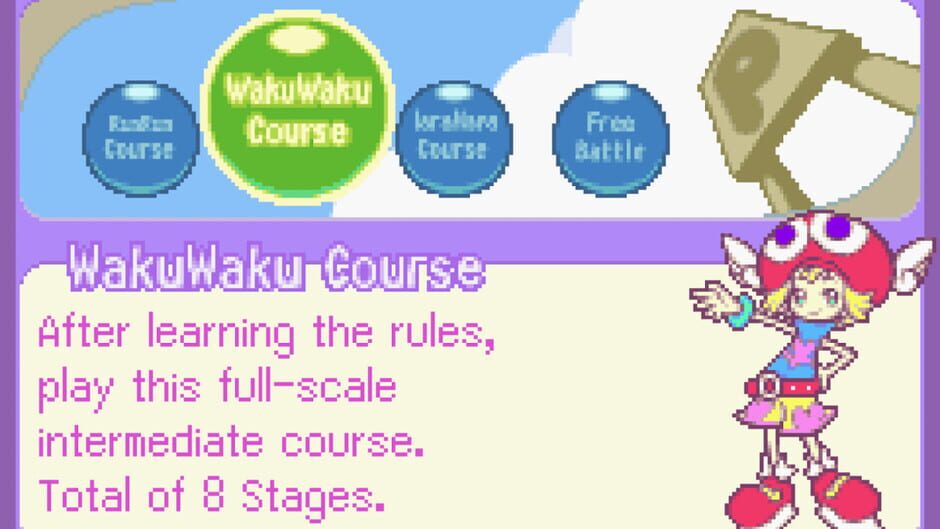 RunRun
Course
WakuWaku
Course
HaraHara
Course
Free
Battle
P
WakuWaku Course
After learning the rules,
play this full-scale
intermediate course.
Total of 8 Stages.